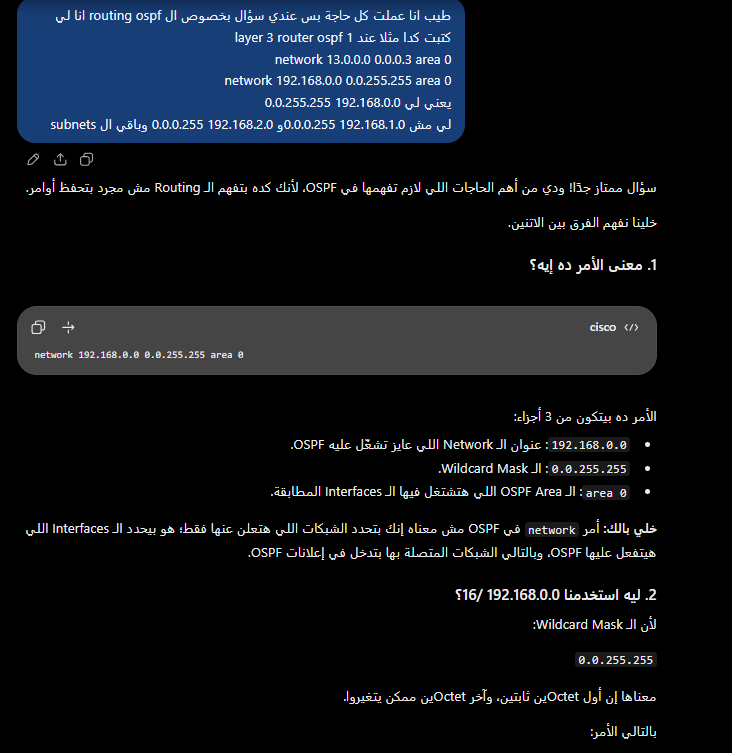 طيب انا عملت كل حاجة بس عندي سؤال بخصوص ال routing ospf انا لي
كتبت كدا مثلا عند layer 3 router ospf 1
network 13.0.0.0 0.0.0.3 area 0
network 192.168.0.0 0.0.255.255 area 0
يعني لي 192.168.0.0 0.0.255.255
لي مش 192.168.1.0 0.0.0.255و 192.168.2.0 0.0.0.255 وباقي ال subnets
سؤال ممتاز جدًا! ودي من أهم الحاجات اللي لازم تفهمها في OSPF، لأنك كده بتفهم الـ Routing مش مجرد بتحفظ أوامر.
خلينا نفهم الفرق بين الاتنين.
1. معنى الأمر ده إيه؟
cisco
network 192.168.0.0 0.0.255.255 area 0
الأمر ده بيتكون من 3 أجزاء:
• 192.168.0.0: عنوان الـ Network اللي عايز تشغّل عليه OSPF.
• 0.0.255.255: الـ Wildcard Mask.
• area 0: الـ OSPF Area اللي هتشتغل فيها الـ Interfaces المطابقة.
خلي بالك: أمر network في OSPF مش معناه إنك بتحدد الشبكات اللي هتعلن عنها فقط؛ هو بيحدد الـ Interfaces اللي
هيتفعل عليها OSPF، وبالتالي الشبكات المتصلة بها بتدخل في إعلانات OSPF.
2. ليه استخدمنا 192.168.0.0 /16؟
لأن الـ Wildcard Mask:
0.0.255.255
معناها إن أول Octetين ثابتين، وآخر Octetين ممكن يتغيروا.
بالتالي الأمر: